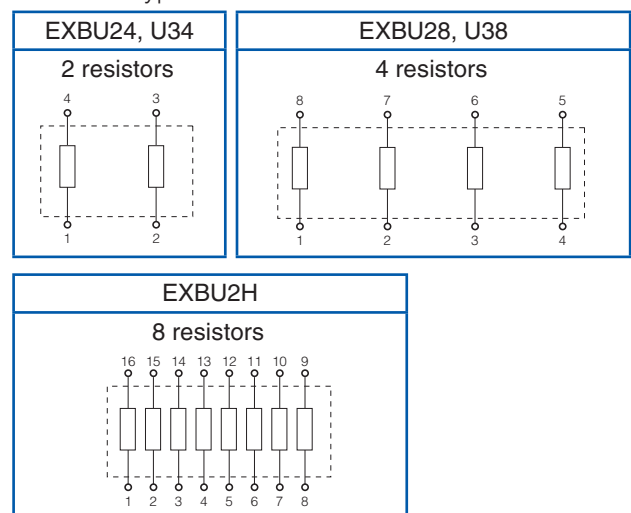 EXBU24, U34
2 resistors
4 3
1 2
EXBU28, U38
4 resistors
8 7 6 5
1 2 3 4
EXBU2H
8 resistors
16 15 14 13 12 11 10 9
1 2 3 4 5 6 7 8